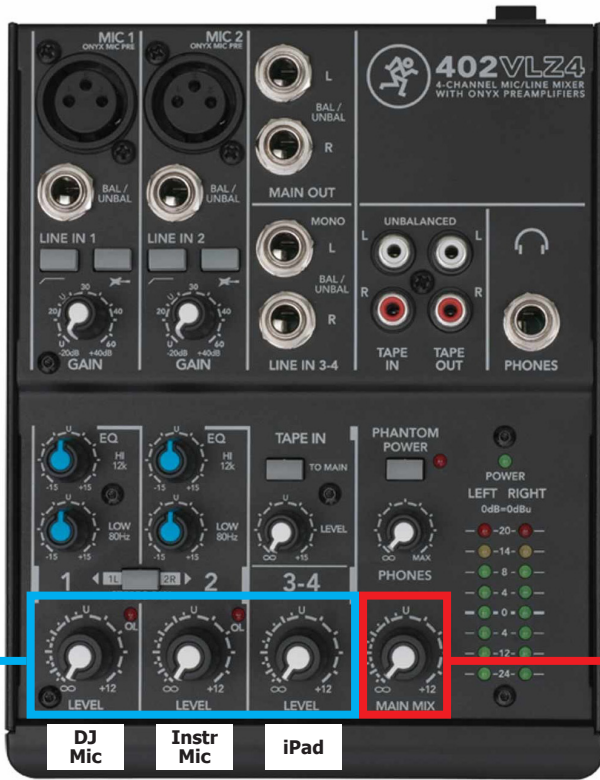 MIC 1
ONYX MIC PRE
MIC 2
ONYX MIC PRE
L
BAL /
UNBAL
R
MAIN OUT
402VLZ4
4-CHANNEL MIC/LINE MIXER
WITH ONYX PREAMPLIFIERS
BAL /
UNBAL
BAL /
UNBAL
LINE IN 1
LINE IN 2
MONO
L
BAL /
UNBAL
R
LINE IN 3-4
UNBALANCED
L
L
R
R
TAPE
IN
TAPE
OUT
PHONES
U
20
30
40
60
-20dB
+40dB
GAIN
U
20
30
40
60
-20dB
+40dB
GAIN
U
EQ
HI
12k
-15
+15
U
EQ
HI
12k
-15
+15
U
LOW
80Hz
-15
+15
U
LOW
80Hz
-15
+15
TAPE IN
TO MAIN
U
LEVEL
∞
+15
PHANTOM
POWER
∞
MAX
PHONES
POWER
LEFT RIGHT
0dB=0dBu
20
14
8
4
0
4
12
24
1
1L
2R
2
3-4
U
OL
∞
+12
LEVEL
U
OL
∞
+12
LEVEL
U
∞
+12
LEVEL
U
∞
+12
MAIN MIX
DJ
Mic
Instr
Mic
iPad